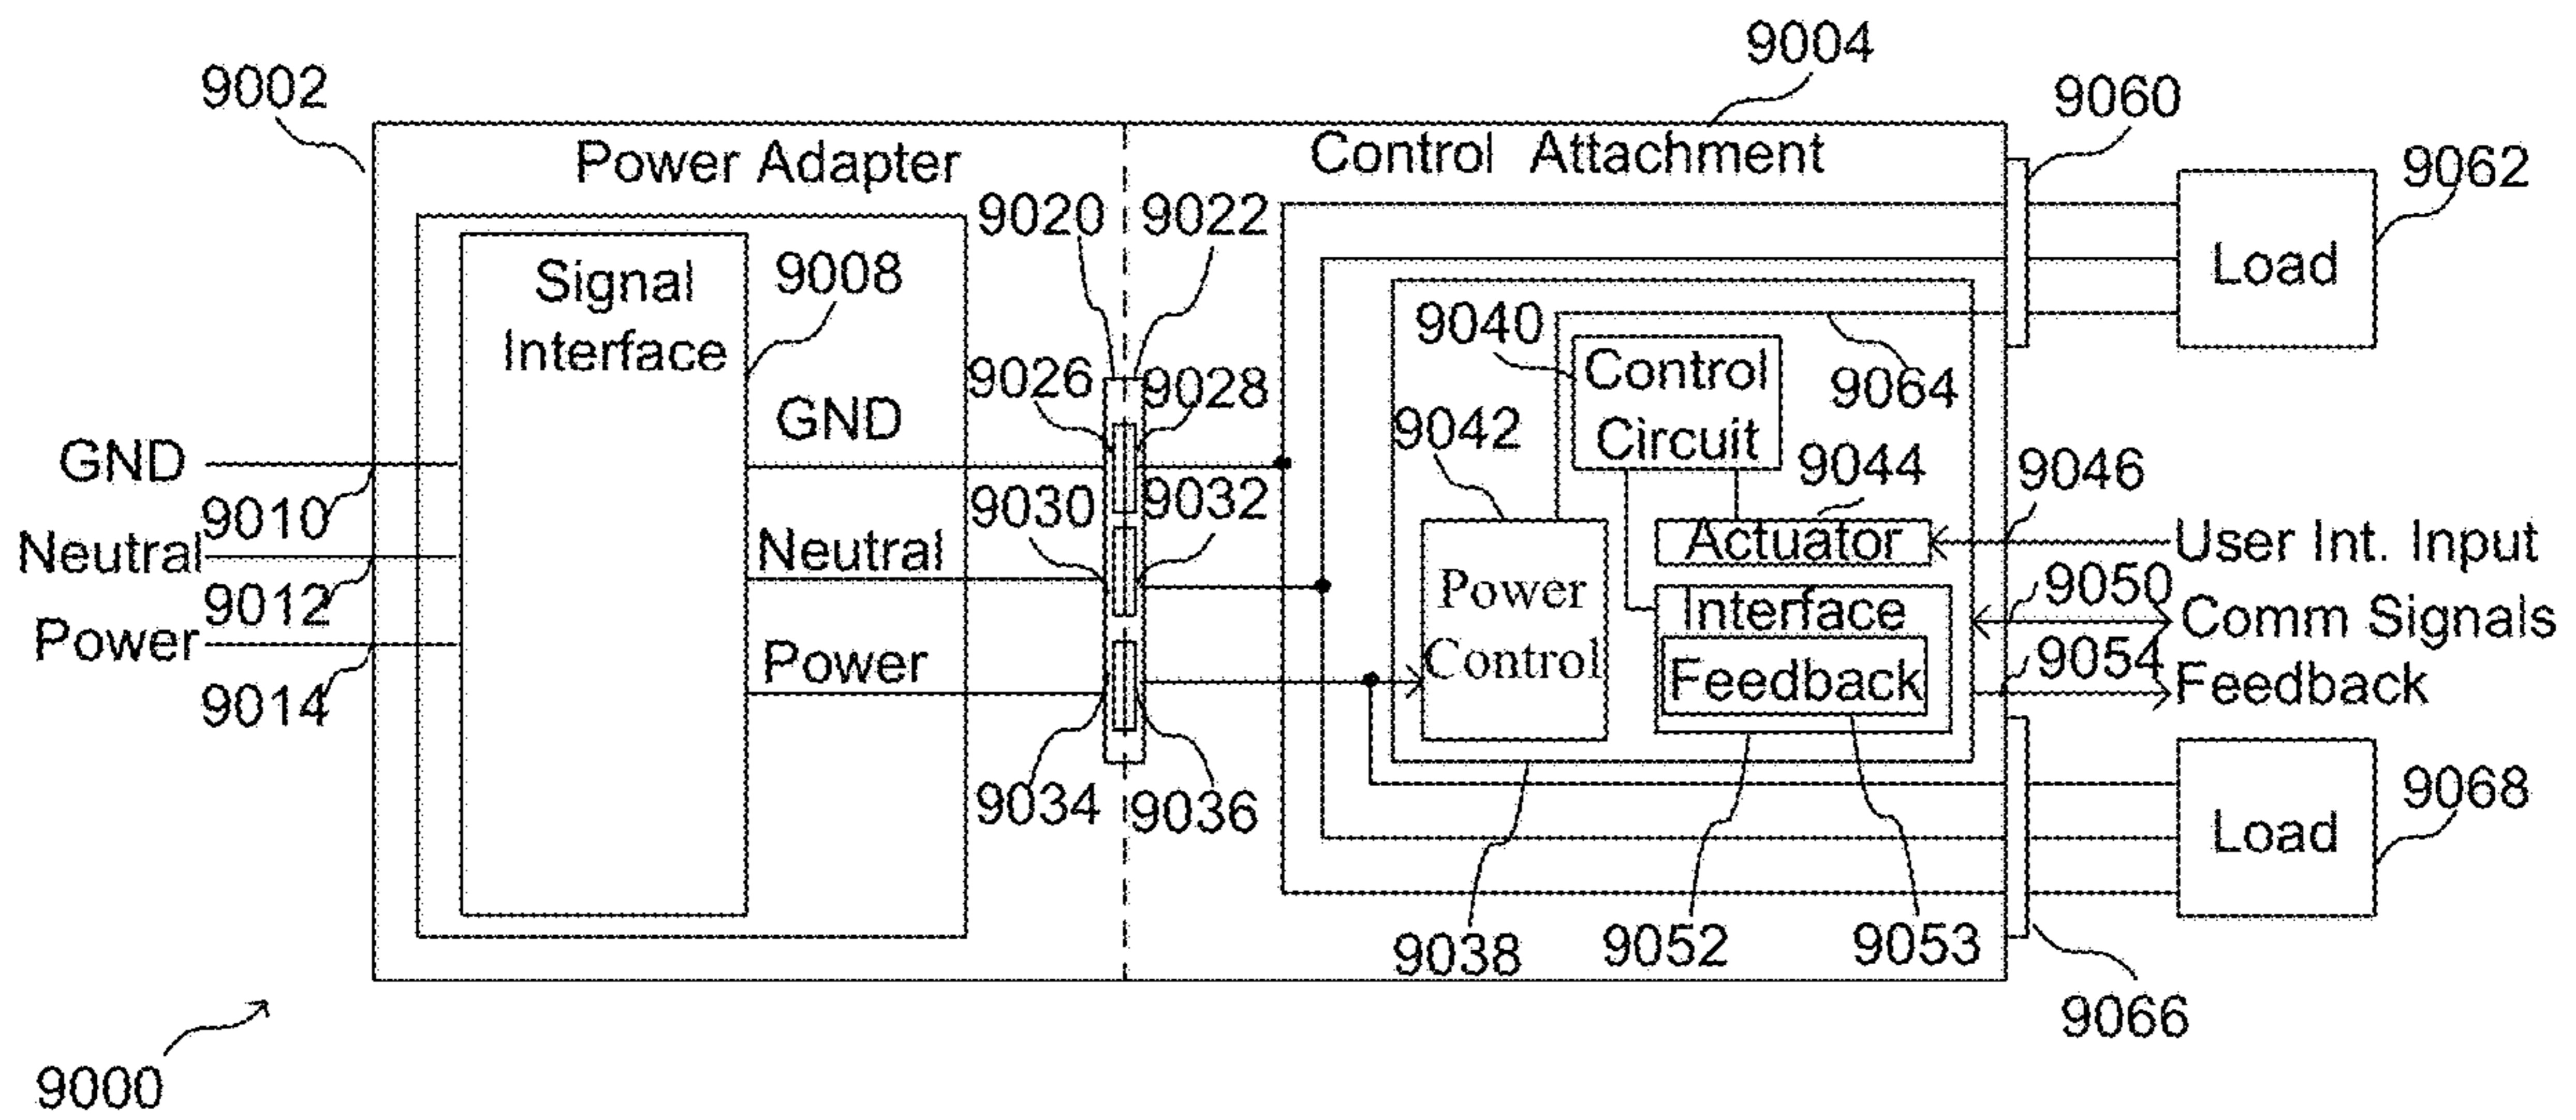 9004
9002
9060
Power Adapter
Control Attachment
9062
9020 9022
Signal
Interface
9008
Load
9040
Control
Circuit
9064
9026 9028
GND
9042
9044
9046
GND
9010
9030 9032
Neutral
Neutral
9012
Actuator
User Int. Input
Power
Control
Interface
9050
Comm Signals
Power
9014
Power
Feedback
9054
Feedback
9034 9036
9068
Load
9038
9052
9053
9066
9000